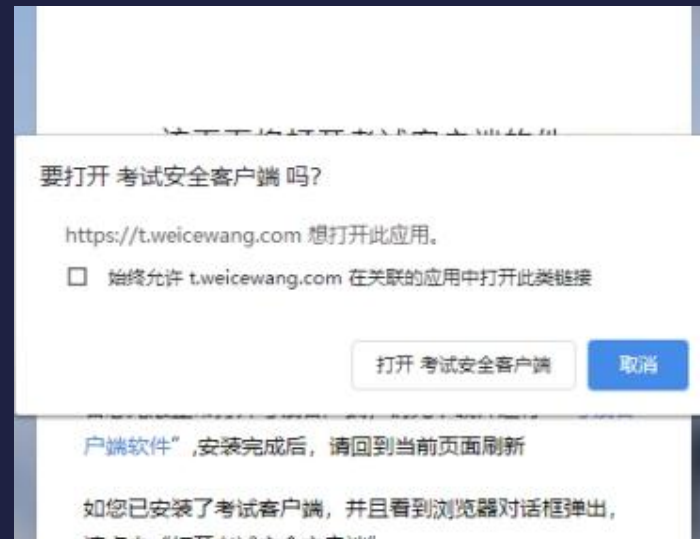 要打开 考试安全客户端 吗?
https://t.weicewang.com 想打开此应用。
始终允许 t.weicewang.com 在关联的应用中打开此类链接
打开 考试安全客户端
取消
户端软件”,安装完成后，请回到当前页面刷新
如您已安装了考试客户端，并且看到浏览器对话框弹出，